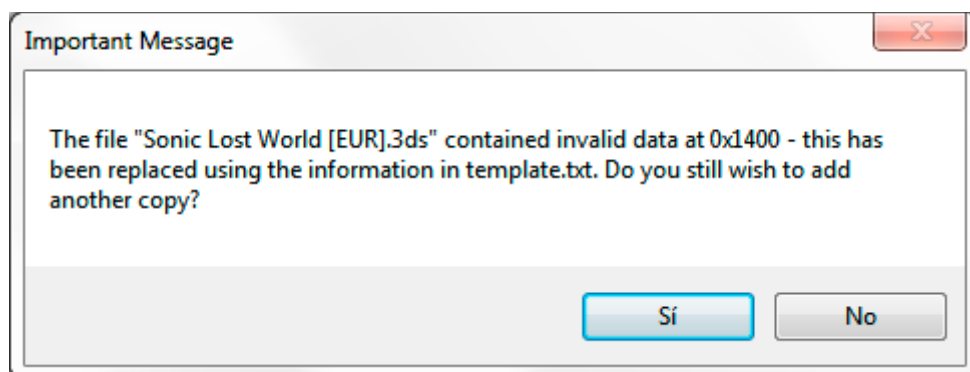 Important Message
The file "Sonic Lost World [EUR].3ds" contained invalid data at 0x1400 - this has
been replaced using the information in template.txt. Do you still wish to add
another copy?
Sí
No